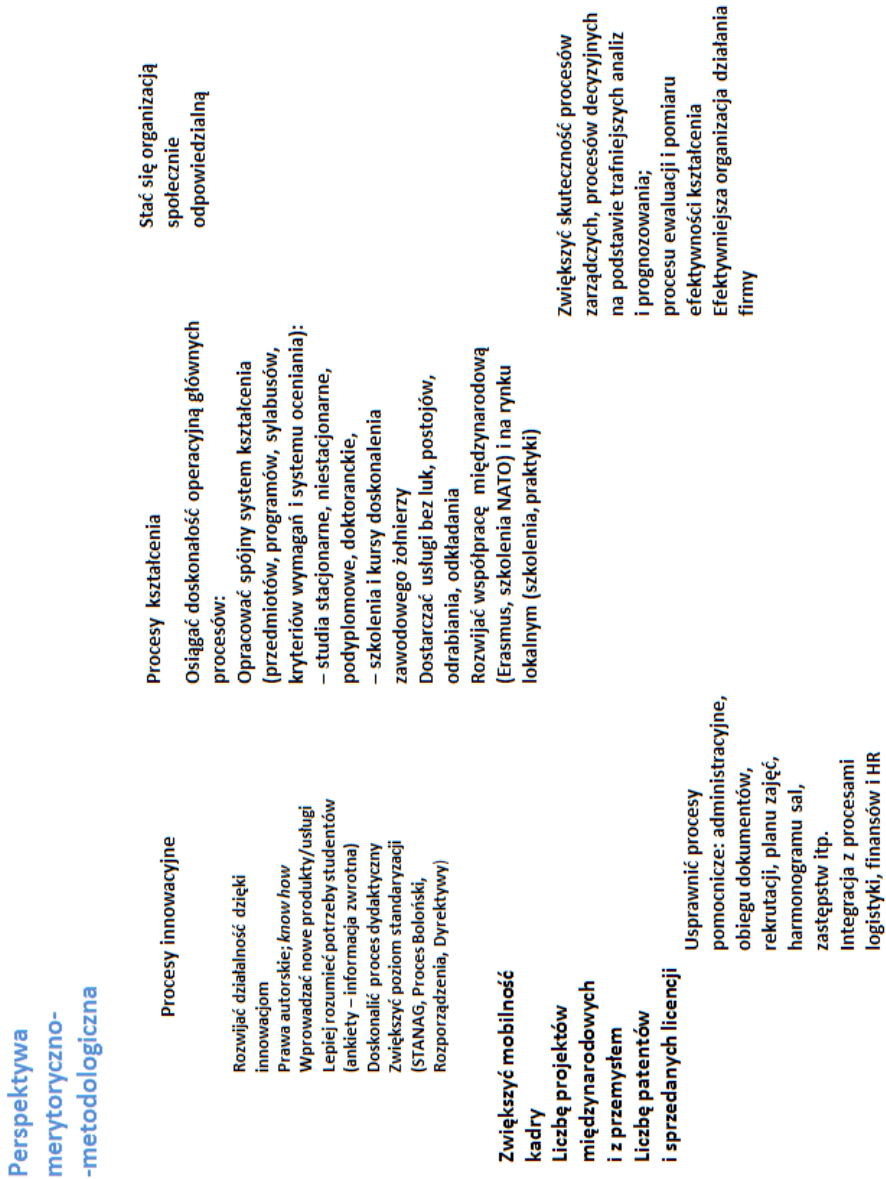 Perspektywa
merytoryczno-
-metodologiczna
Procesy innowacyjne
Rozwijać działalność dzięki
innowacjom
Prawa autorskie; know how
Wprowadzać nowe produkty/usługi
Lepiej rozumieć potrzeby studentów
(ankiety – informacja zwrotna)
Doskonalić proces dydaktyczny
Zwiększyć poziom standaryzacji
(STANAG, Proces Boloński,
Rozporządzenia, Dyrektywy)
Zwiększyć mobilność
kadry
Liczbę projektów
międzynarodowych
i z przemysłem
Liczbę patentów
i sprzedanych licencji
Usprawnić procesy
pomocnicze: administracyjne,
obiegu dokumentów,
rekrutacji, planu zajęć,
harmonogramu sal,
zastępstw itp.
Integracja z procesami
logistyki, finansów i HR
Procesy kształcenia
Osiągać doskonałość operacyjną głównych
procesów:
Opracować spójny system kształcenia
(przedmiotów, programów, sylabusów,
kryteriów wymagań i systemu oceniania):
– studia stacjonarne, niestacjonarne,
podyplomowe, doktoranckie,
– szkolenia i kursy doskonalenia
zawodowego żołnierzy
Dostarczać usługi bez luk, postojów,
odrabiania, odkładania
Rozwijać współpracę międzynarodową
(Erasmus, szkolenia NATO) i na rynku
lokalnym (szkolenia, praktyki)
Stać się organizacją
społecznie
odpowiedzialną
Zwiększyć skuteczność procesów
zarządczych, procesów decyzyjnych
na podstawie trafniejszych analiz
i prognozowania;
procesu ewaluacji i pomiaru
efektywności kształcenia
Efektywniejsza organizacja działania
firmy